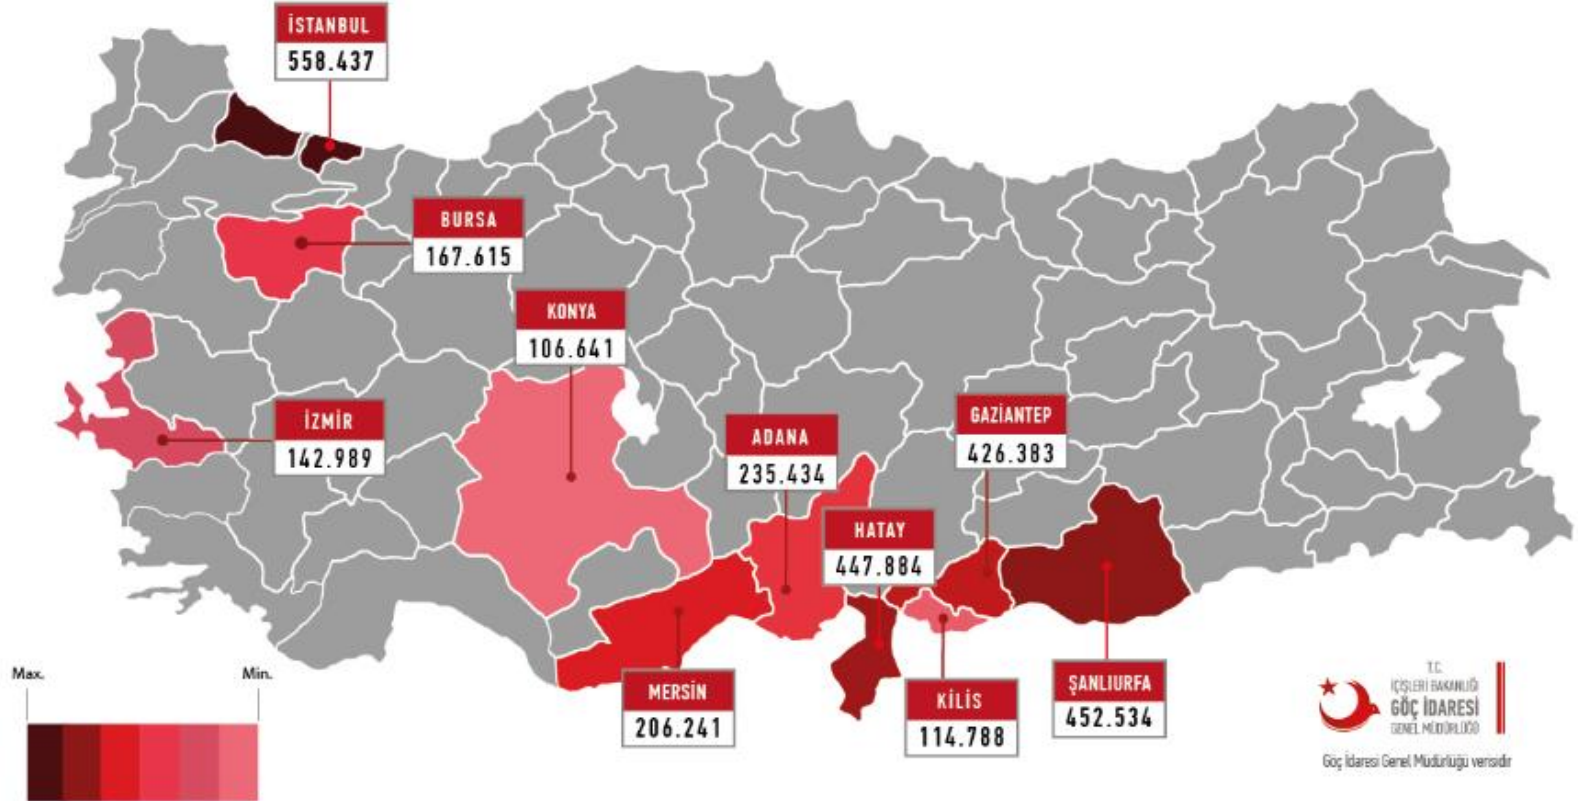 İSTANBUL
558.437
BURSA
167.615
KONYA
106.641
İZMİR
142.989
ADANA
235.434
GAZİANTEP
426.383
HATAY
447.884
MERSİN
206.241
KİLİS
114.788
ŞANLIURFA
452.534
Max.
Min.
T.C.
İÇİŞLERİ BAKANLIĞI
GÖÇ İDARESİ
GENEL MÜDÜRLÜĞÜ
Göç İdaresi Genel Müdürlüğü verisidir